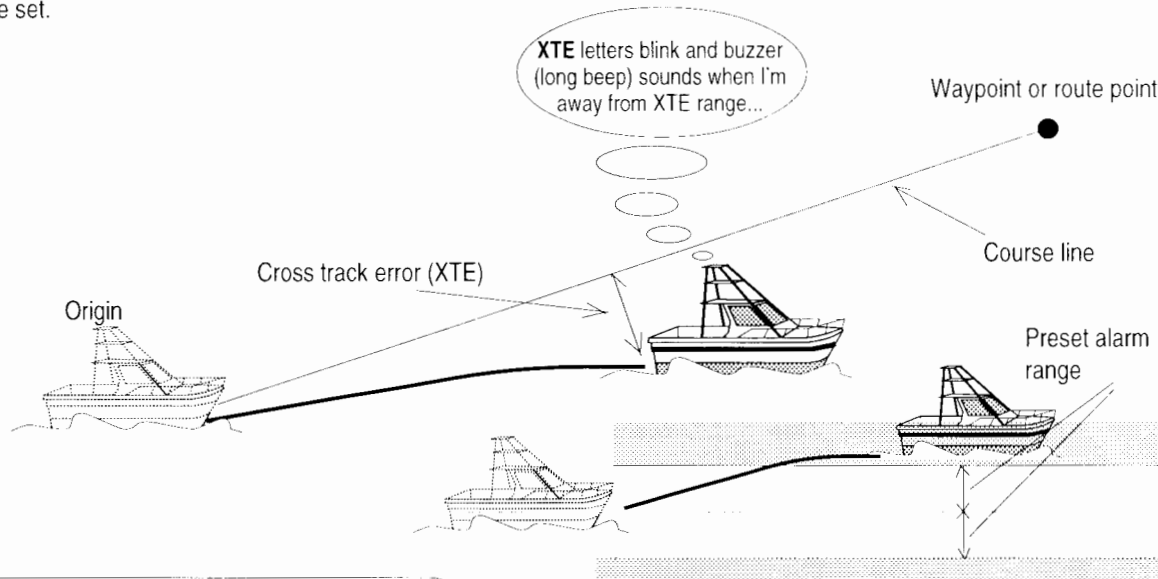 e set.
XTE letters blink and buzzer
(long beep) sounds when I'm
away from XTE range...
Waypoint or route point
Course line
Cross track error (XTE)
Origin
Preset alarm
range